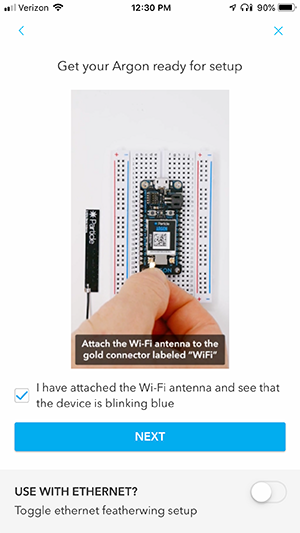 Verizon 12:30 PM 90%
Get your Argon ready for setup
Particle
Particle
Attach the Wi-Fi antenna to the
gold connector labeled “WiFi”
I have attached the Wi-Fi antenna and see that
the device is blinking blue
NEXT
USE WITH ETHERNET?
Toggle ethernet featherwing setup